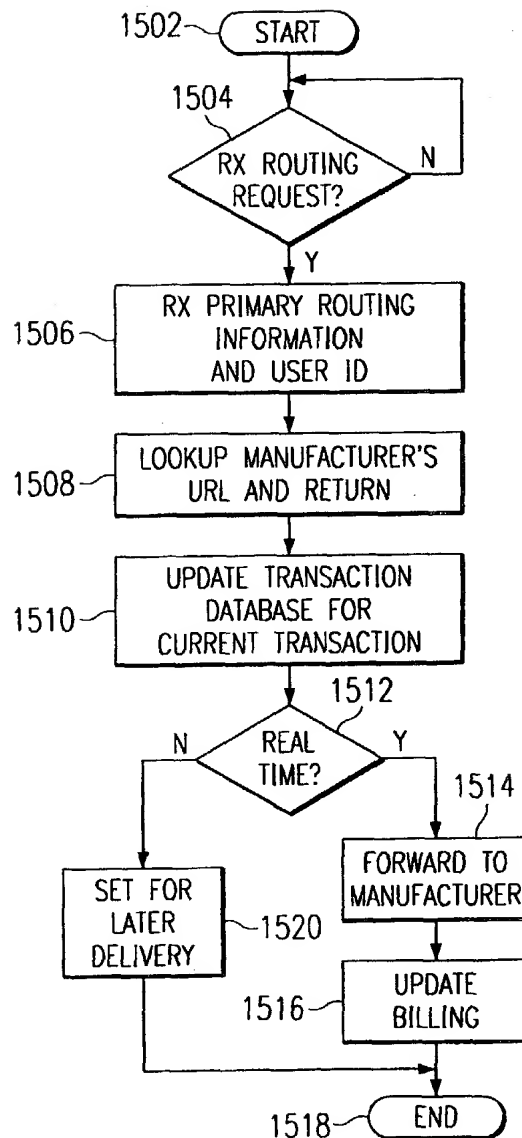 1502
START
1504
RX ROUTING
REQUEST?
N
Y
1506
RX PRIMARY ROUTING
INFORMATION
AND USER ID
1508
LOOKUP MANUFACTURER'S
URL AND RETURN
1510
UPDATE TRANSACTION
DATABASE FOR
CURRENT TRANSACTION
1512
N
REAL
TIME?
Y
1514
FORWARD TO
MANUFACTURER
SET FOR
LATER
DELIVERY
1520
1516
UPDATE
BILLING
1518
END